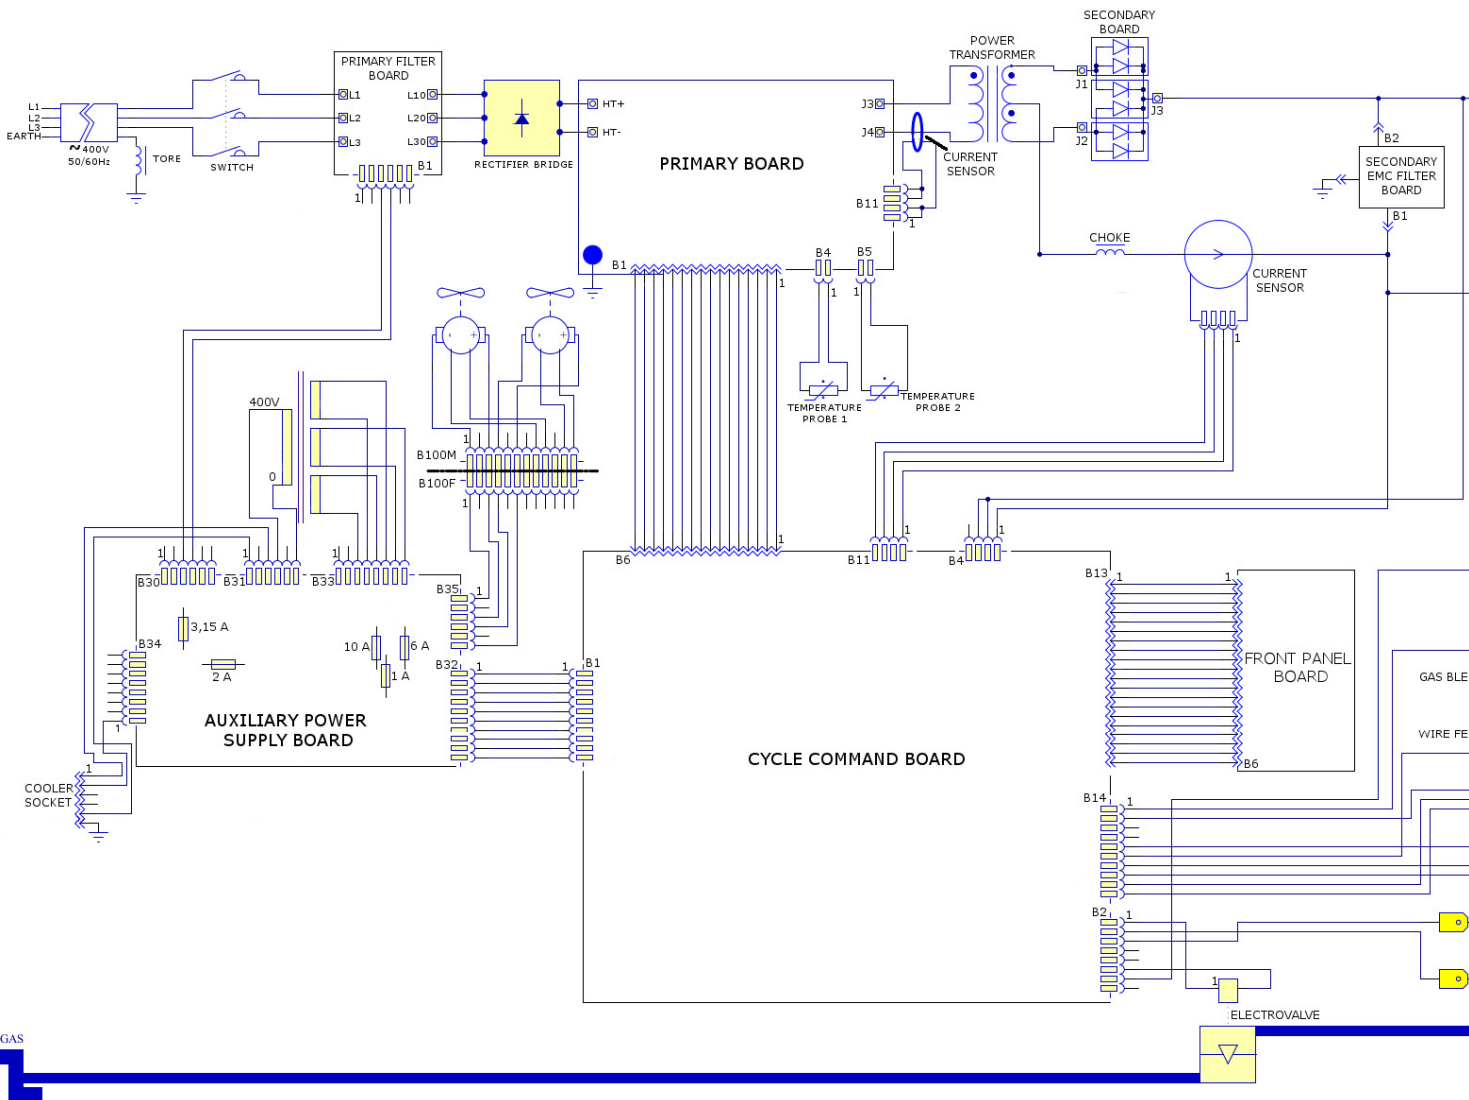 SECONDARY
BOARD
POWER
TRANSFORMER
PRIMARY FILTER
BOARD
J1
J2
J3
L1
L2
L3
EARTH
400V
50/60Hz
TORE
SWITCH
L1
L2
L3
L10
L20
L30
B1
1
RECTIFIER BRIDGE
HT+
HT-
PRIMARY BOARD
J3
J4
CURRENT
SENSOR
B11
1
B2
SECONDARY
EMC FILTER
BOARD
B1
CHOKE
CURRENT
SENSOR
1
B1
1
B4
B5
1
1
TEMPERATURE
PROBE 1
TEMPERATURE
PROBE 2
- +
400V
0
1
B100M
B100F
1
1
B30
1
B31
1
B33
1
B6
1
B11
1
B4
1
B35
1
3,15 A
2 A
10 A
6 A
1 A
B34
1
B32
1
B1
1
AUXILIARY POWER
SUPPLY BOARD
COOLER
SOCKET
1
CYCLE COMMAND BOARD
B13
1
1
FRONT PANEL
BOARD
B6
GAS BLE
WIRE FE
B14
1
B2
1
1
ELECTROVALVE
GAS